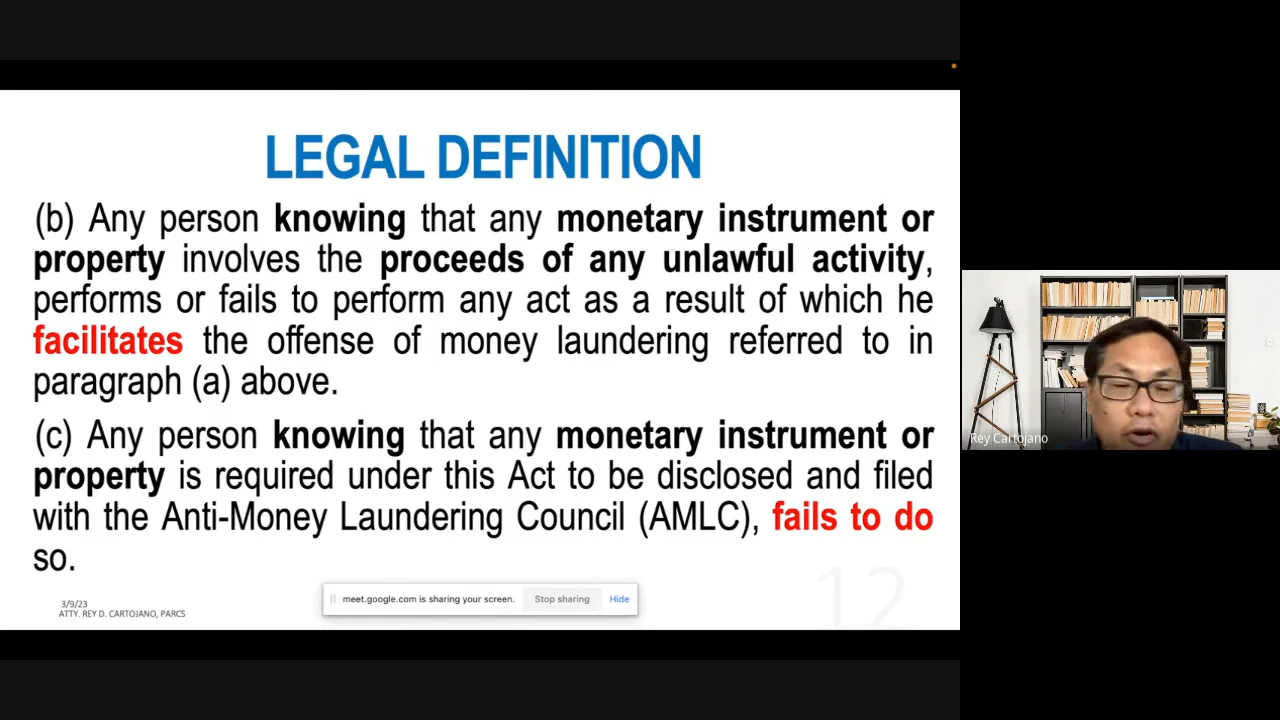 LEGAL DEFINITION
(b) Any person knowing that any monetary instrument or
property involves the proceeds of any unlawful activity,
performs or fails to perform any act as a result of which he
facilitates the offense of money laundering referred to in
paragraph (a) above.
(c) Any person knowing that any monetary instrument or
property is required under this Act to be disclosed and filed
with the Anti-Money Laundering Council (AMLC), fails to do
so.
12
3/9/23
ATTY. REY D. CARTOJANO, PARCS
meet.google.com is sharing your screen.
Stop sharing
Hide
Rey Cartojano